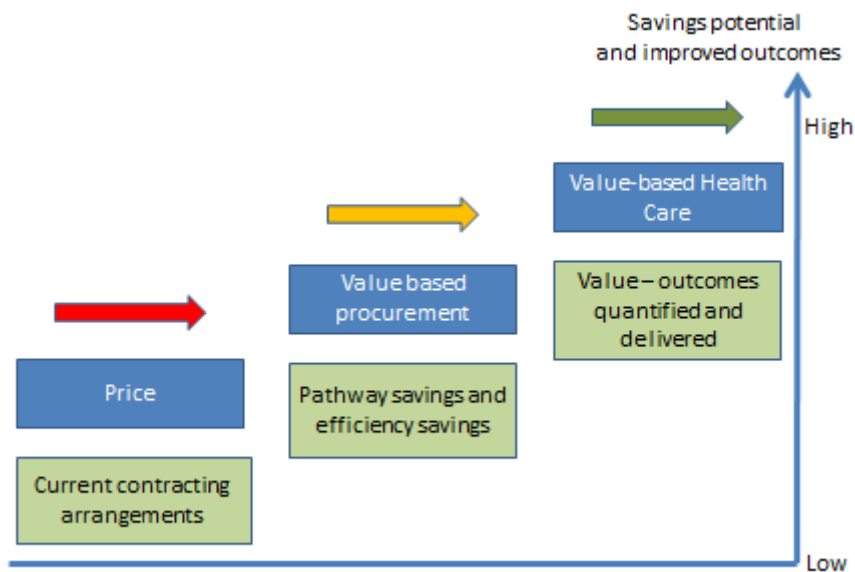 Savings potential
and improved outcomes
High
Value-based Health
Care
Value – outcomes
quantified and
delivered
Value based
procurement
Pathway savings and
efficiency savings
Price
Current contracting
arrangements
Low